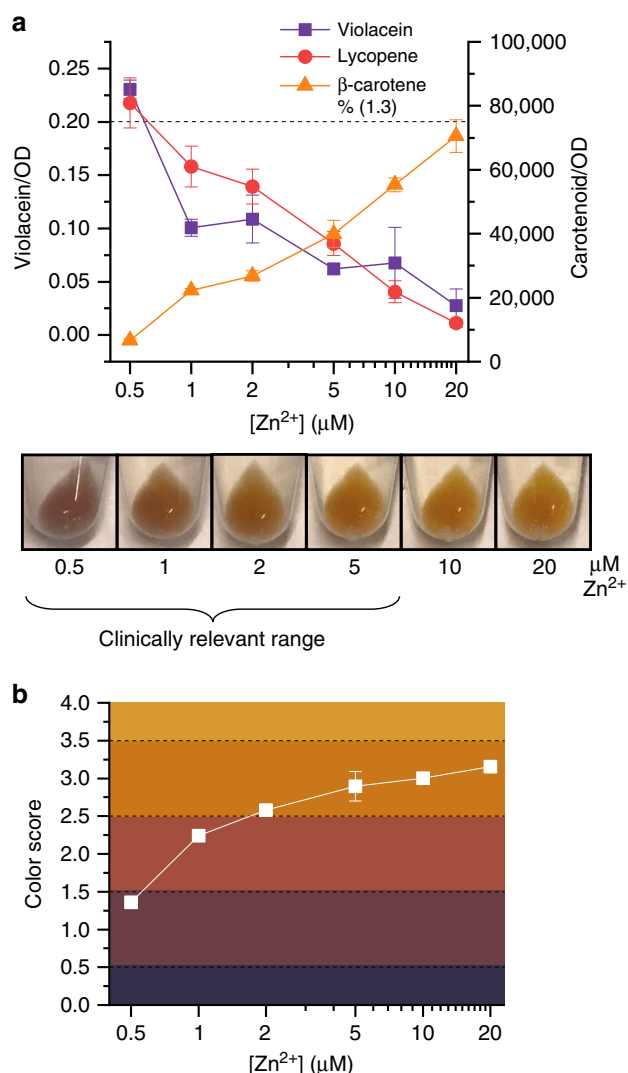 a
Violacein
Lycopene
β-carotene
% (1.3)
0.25
0.20
0.15
0.10
0.05
0.00
Violacein/OD
100,000
80,000
60,000
40,000
20,000
0
Carotenoid/OD
0.5 1 2 5 10 20
[Zn²⁺] (μM)
0.5 1 2 5 10 20 μM
Zn²⁺
Clinically relevant range
b
4.0
3.5
3.0
2.5
2.0
1.5
1.0
0.5
0.0
Color score
0.5 1 2 5 10 20
[Zn²⁺] (μM)